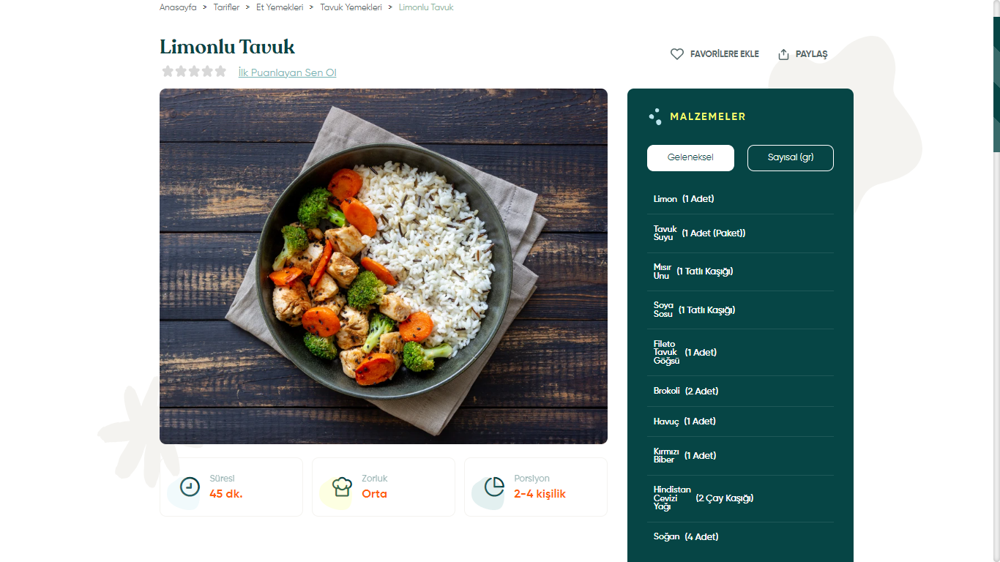 Anasayfa > Tarifler > Et Yemekleri > Tavuk Yemekleri > Limonlu Tavuk
Limonlu Tavuk
İlk Puanlayan Sen Ol
FAVORİLERE EKLE
PAYLAŞ
MALZEMELER
Geleneksel
Sayısal (gr)
Limon (1 Adet)
Tavuk
Suyu (1 Adet (Paket))
Mısır
Unu (1 Tatlı Kaşığı)
Soya
Sosu (1 Tatlı Kaşığı)
Fileto
Tavuk (1 Adet)
Göğsü
Brokoli (2 Adet)
Havuç (1 Adet)
Kırmızı
Biber (1 Adet)
Hindistan
Cevizi (2 Çay Kaşığı)
Yağı
Soğan (4 Adet)
Süresi
45 dk.
Zorluk
Orta
Porsiyon
2-4 kişilik